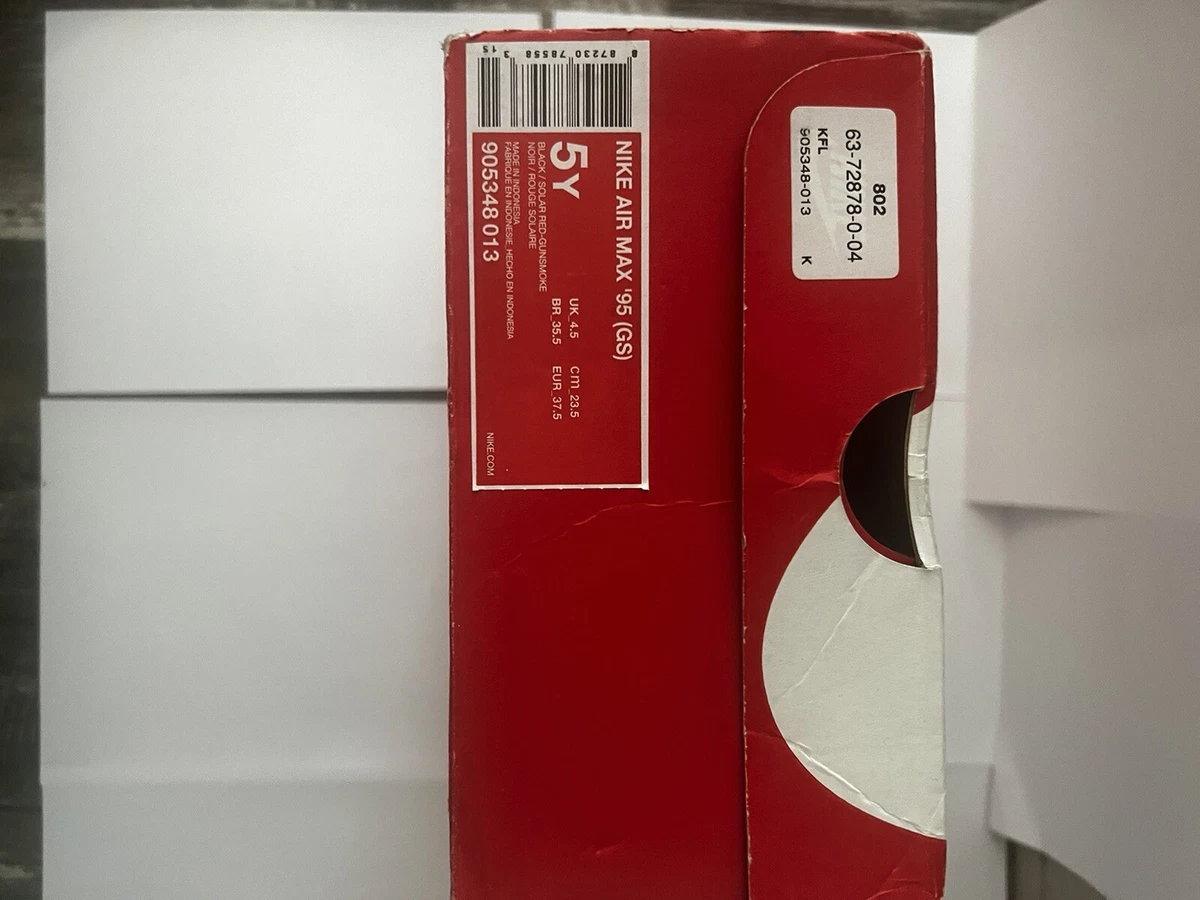 NIKE AIR MAX '95 (GS)
5Y
UK 4.5
cm 23.5
BR 35.5
EUR 37.5
BLACK / SOLAR RED-GUNSMOKE
NOIR / ROUGE SOLAIRE
MADE IN INDONESIA
FABRIQUE EN INDONESIE, HECHO EN INDONESIA
905348 013
NIKE.COM
8 87230 78558 3
15
802
63-72878-0-04
KFL
905348-013 K